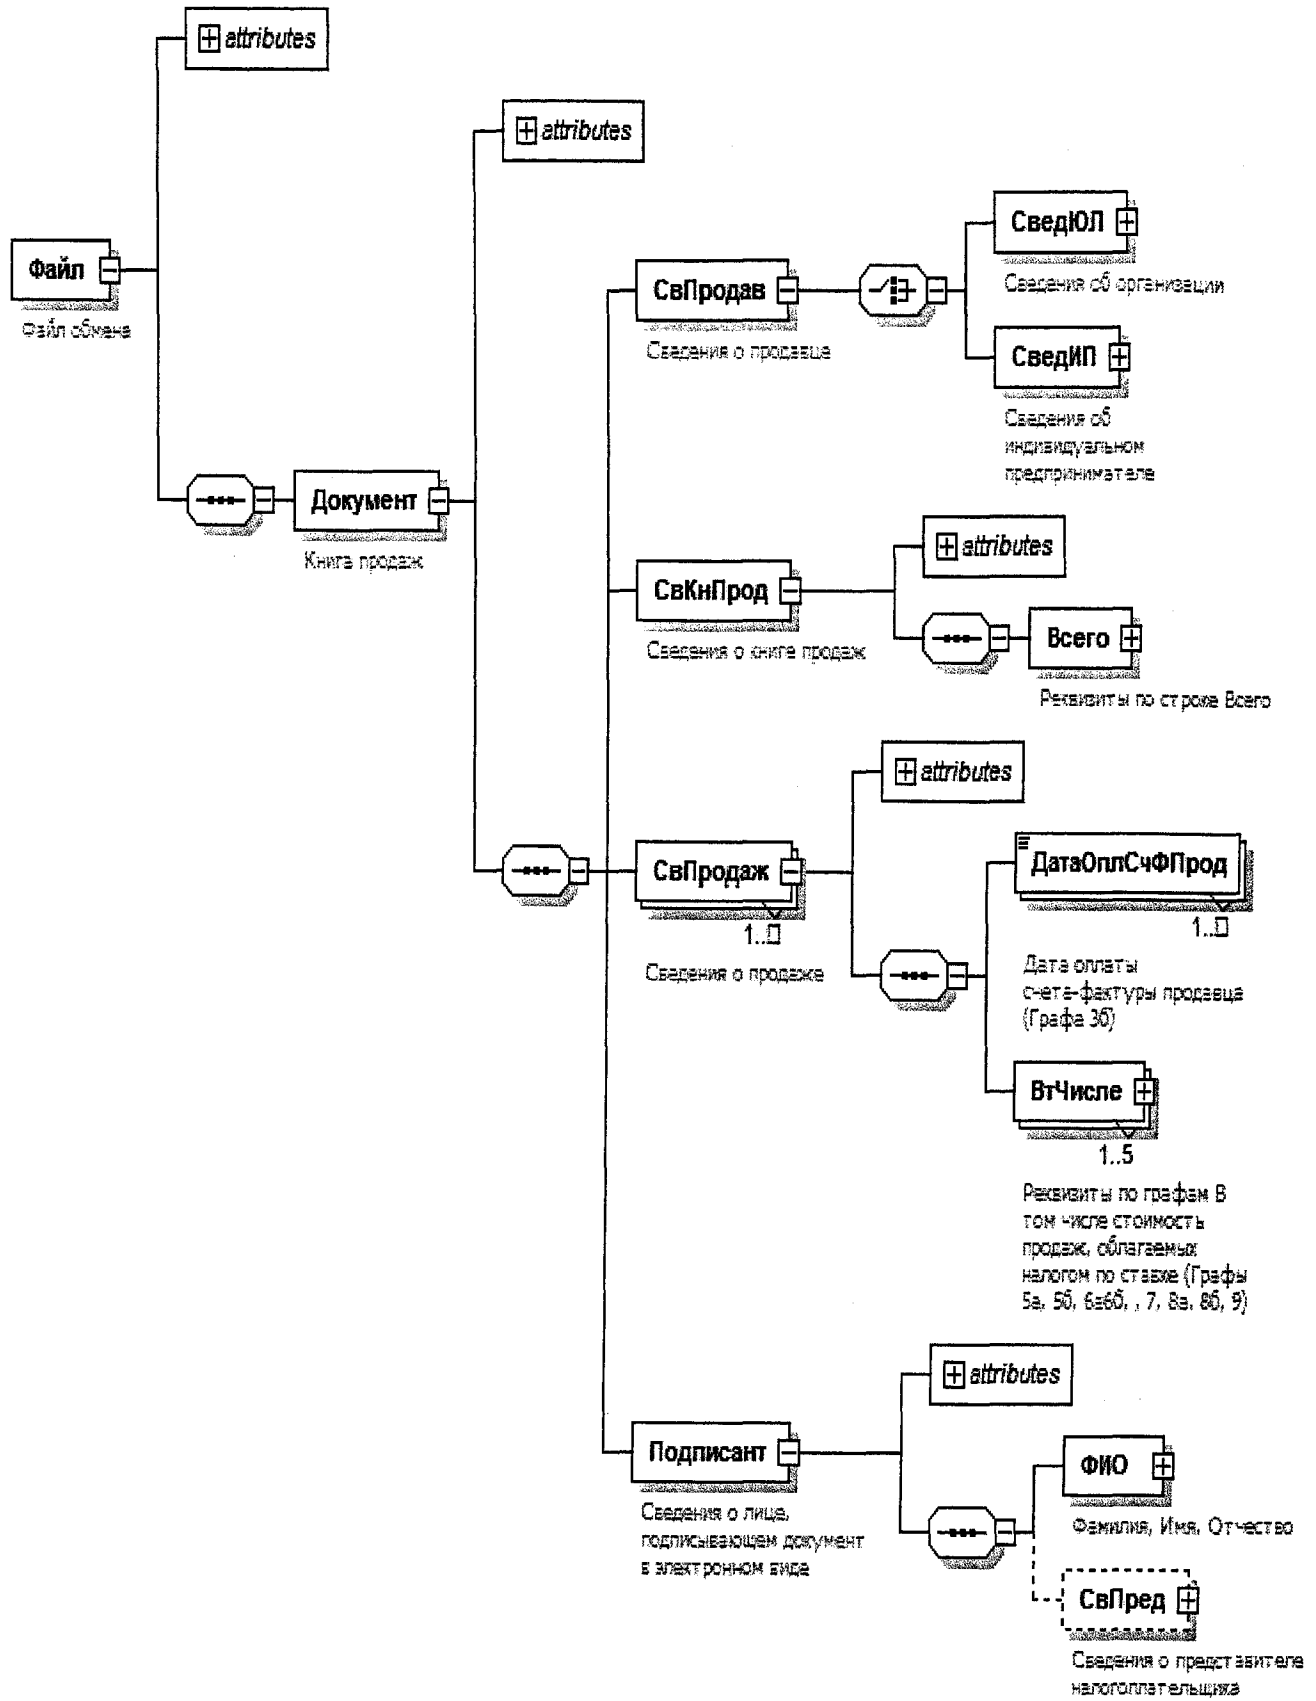 attributes
attributes
СведЮЛ
Сведения об организации
Файл
Файл обмена
СвПродав
Сведения о продавце
СведИП
Сведения об
индивидуальном
предпринимателе
Документ
Книга продаж
attributes
СвКнПрод
Сведения о книге продаж
Всего
Реквизиты по строке Всего
attributes
СвПродаж
1..□
Сведения о продаже
ДатаОплСчФПрод
1..□
Дата оплаты
счета-фактуры продавца
(Графа 3б)
ВтЧисле
1..5
Реквизиты по графам В
том числе стоимость
продаж, облагаемых
налогом по ставке (Графы
5а, 5б, 6а6б, , 7, 8а, 8б, 9)
attributes
Подписант
Сведения о лице,
подписывающем документ
в электронном виде
ФИО
Фамилия, Имя, Отчество
СвПред
Сведения о представителе
налогоплательщика